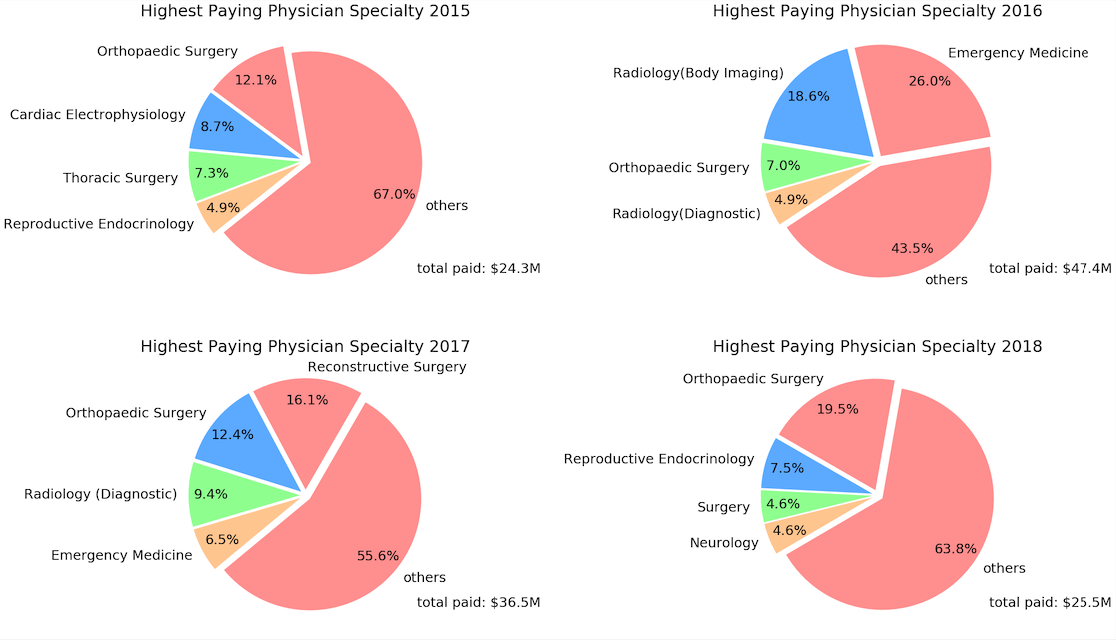 Highest Paying Physician Specialty 2015
Orthopaedic Surgery
12.1%
Cardiac Electrophysiology
8.7%
Thoracic Surgery
7.3%
Reproductive Endocrinology
4.9%
67.0%
others
total paid: $24.3M
Highest Paying Physician Specialty 2016
Emergency Medicine
26.0%
Radiology(Body Imaging)
18.6%
Orthopaedic Surgery
7.0%
Radiology(Diagnostic)
4.9%
43.5%
others
total paid: $47.4M
Highest Paying Physician Specialty 2017
Reconstructive Surgery
16.1%
Orthopaedic Surgery
12.4%
Radiology (Diagnostic)
9.4%
Emergency Medicine
6.5%
55.6%
others
total paid: $36.5M
Highest Paying Physician Specialty 2018
Orthopaedic Surgery
19.5%
Reproductive Endocrinology
7.5%
Surgery
4.6%
Neurology
4.6%
63.8%
others
total paid: $25.5M